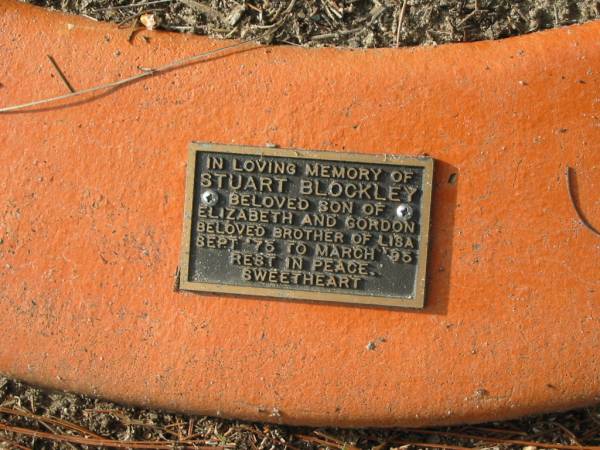 IN LOVING MEMORY OF
STUART BLOCKLEY
BELOVED SON OF
ELIZABETH AND GORDON
BELOVED BROTHER OF LISA
SEPT '75 TO MARCH '95
REST IN PEACE.
SWEETHEART